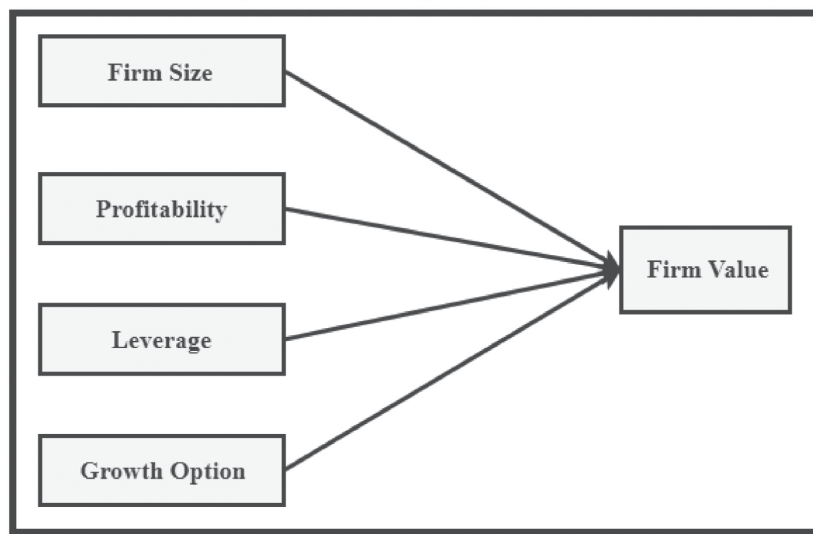 Firm Size
Profitability
Leverage
Growth Option
Firm Value